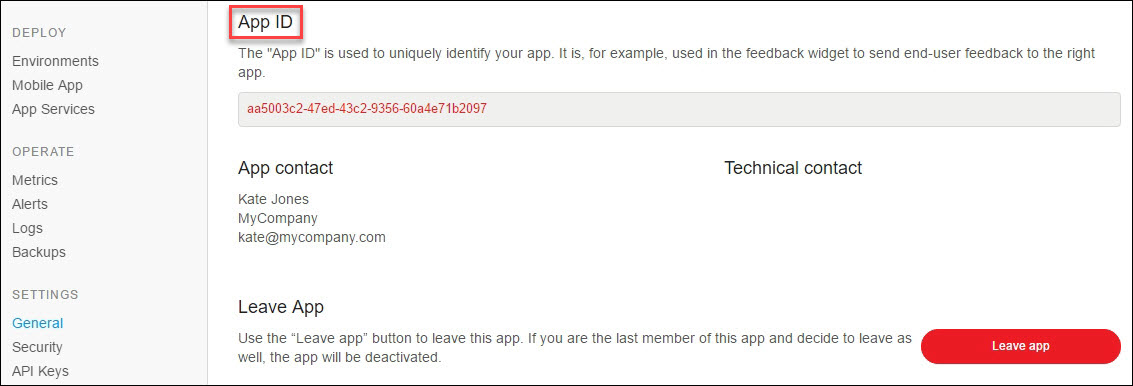 DEPLOY
Environments
Mobile App
App Services
OPERATE
Metrics
Alerts
Logs
Backups
SETTINGS
General
Security
API Keys
App ID
The "App ID" is used to uniquely identify your app. It is, for example, used in the feedback widget to send end-user feedback to the right
app.
aa5003c2-47ed-43c2-9356-60a4e71b2097
App contact
Kate Jones
MyCompany
kate@mycompany.com
Technical contact
Leave App
Use the “Leave app” button to leave this app. If you are the last member of this app and decide to leave as
well, the app will be deactivated.
Leave app